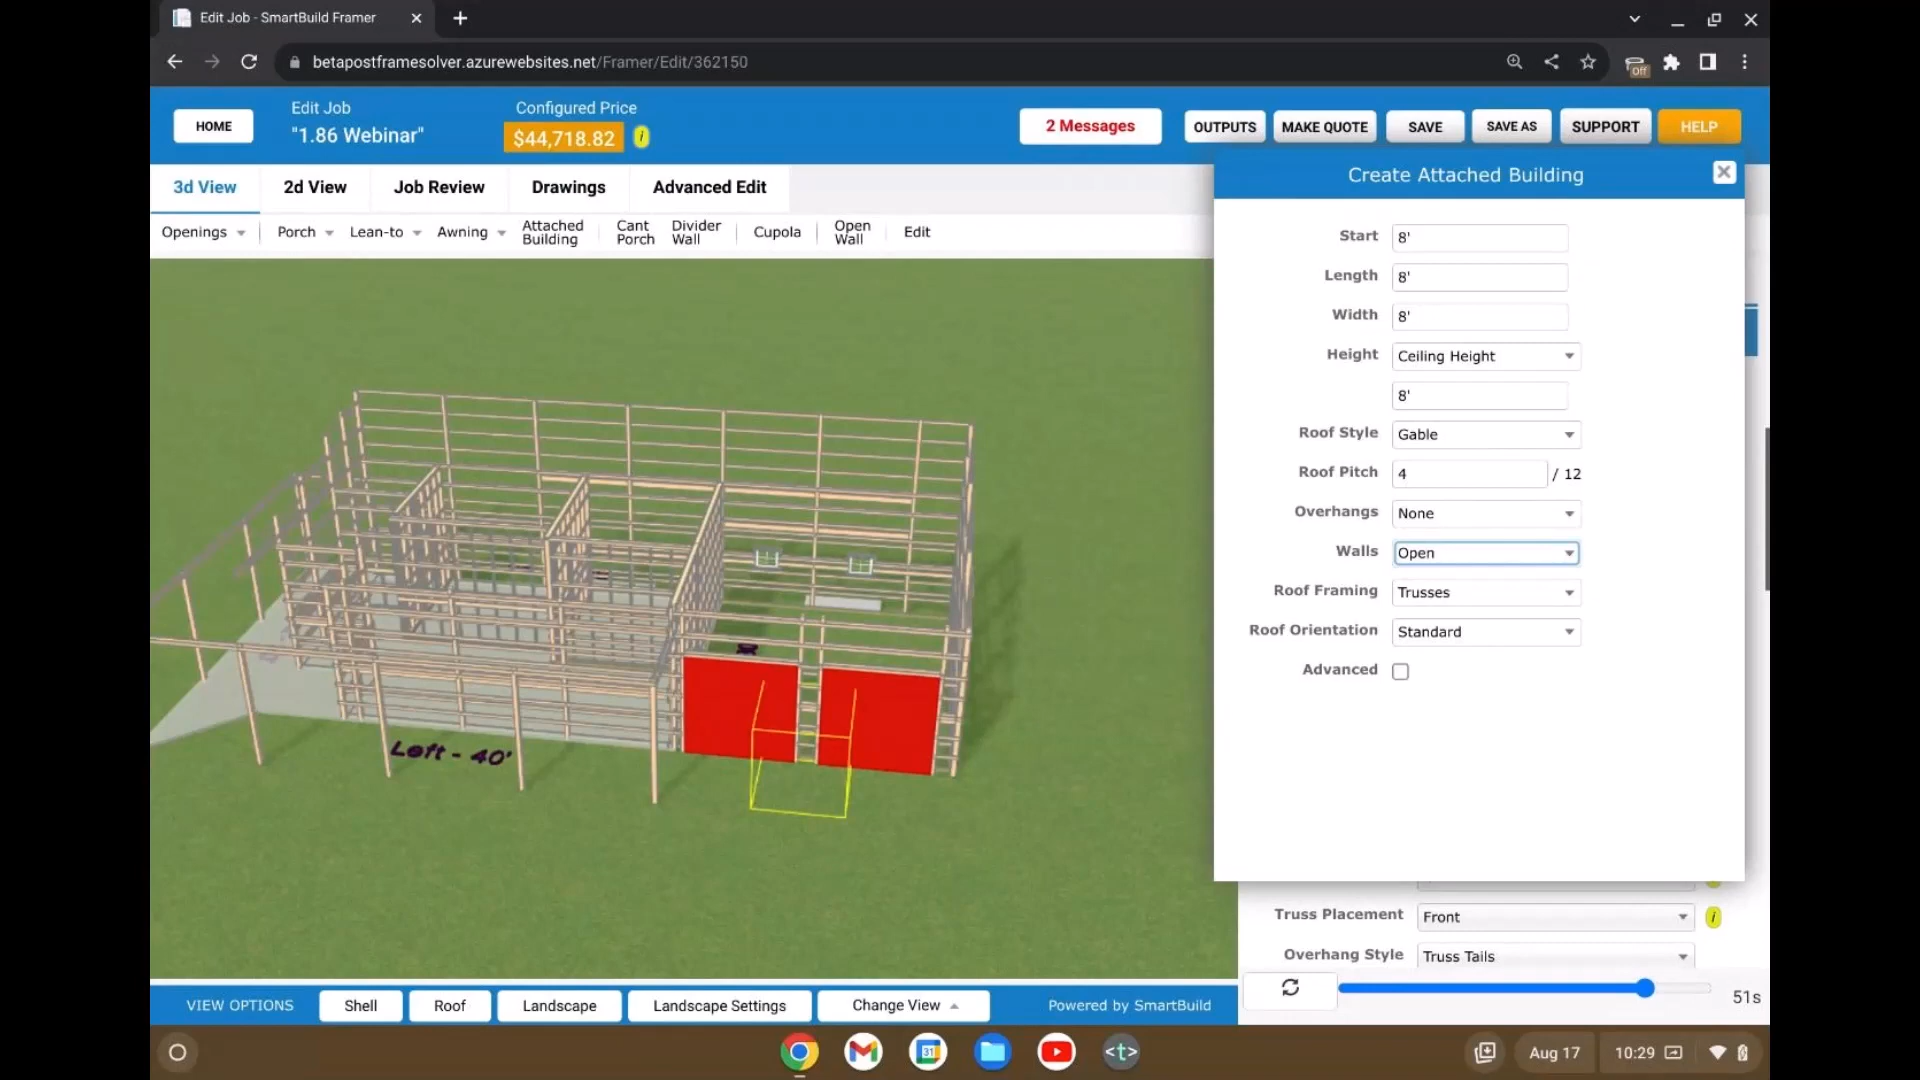 Edit Job - SmartBuild Framer
betapostframesolver.azurewebsites.net/Framer/Edit/362150
Off
HOME
Edit Job
"1.86 Webinar"
Configured Price
$44,718.82
i
2 Messages
OUTPUTS
MAKE QUOTE
SAVE
SAVE AS
SUPPORT
HELP
3d View
2d View
Job Review
Drawings
Advanced Edit
Openings
Porch
Lean-to
Awning
Attached
Building
Cant
Porch
Divider
Wall
Cupola
Open
Wall
Edit
Left - 40'
Create Attached Building
Start 8'
Length 8'
Width 8'
Height Ceiling Height
8'
Roof Style Gable
Roof Pitch 4 / 12
Overhangs None
Walls Open
Roof Framing Trusses
Roof Orientation Standard
Advanced
Truss Placement Front
i
Overhang Style Truss Tails
51s
VIEW OPTIONS
Shell
Roof
Landscape
Landscape Settings
Change View
Powered by SmartBuild
31
<t>
Aug 17
10:29